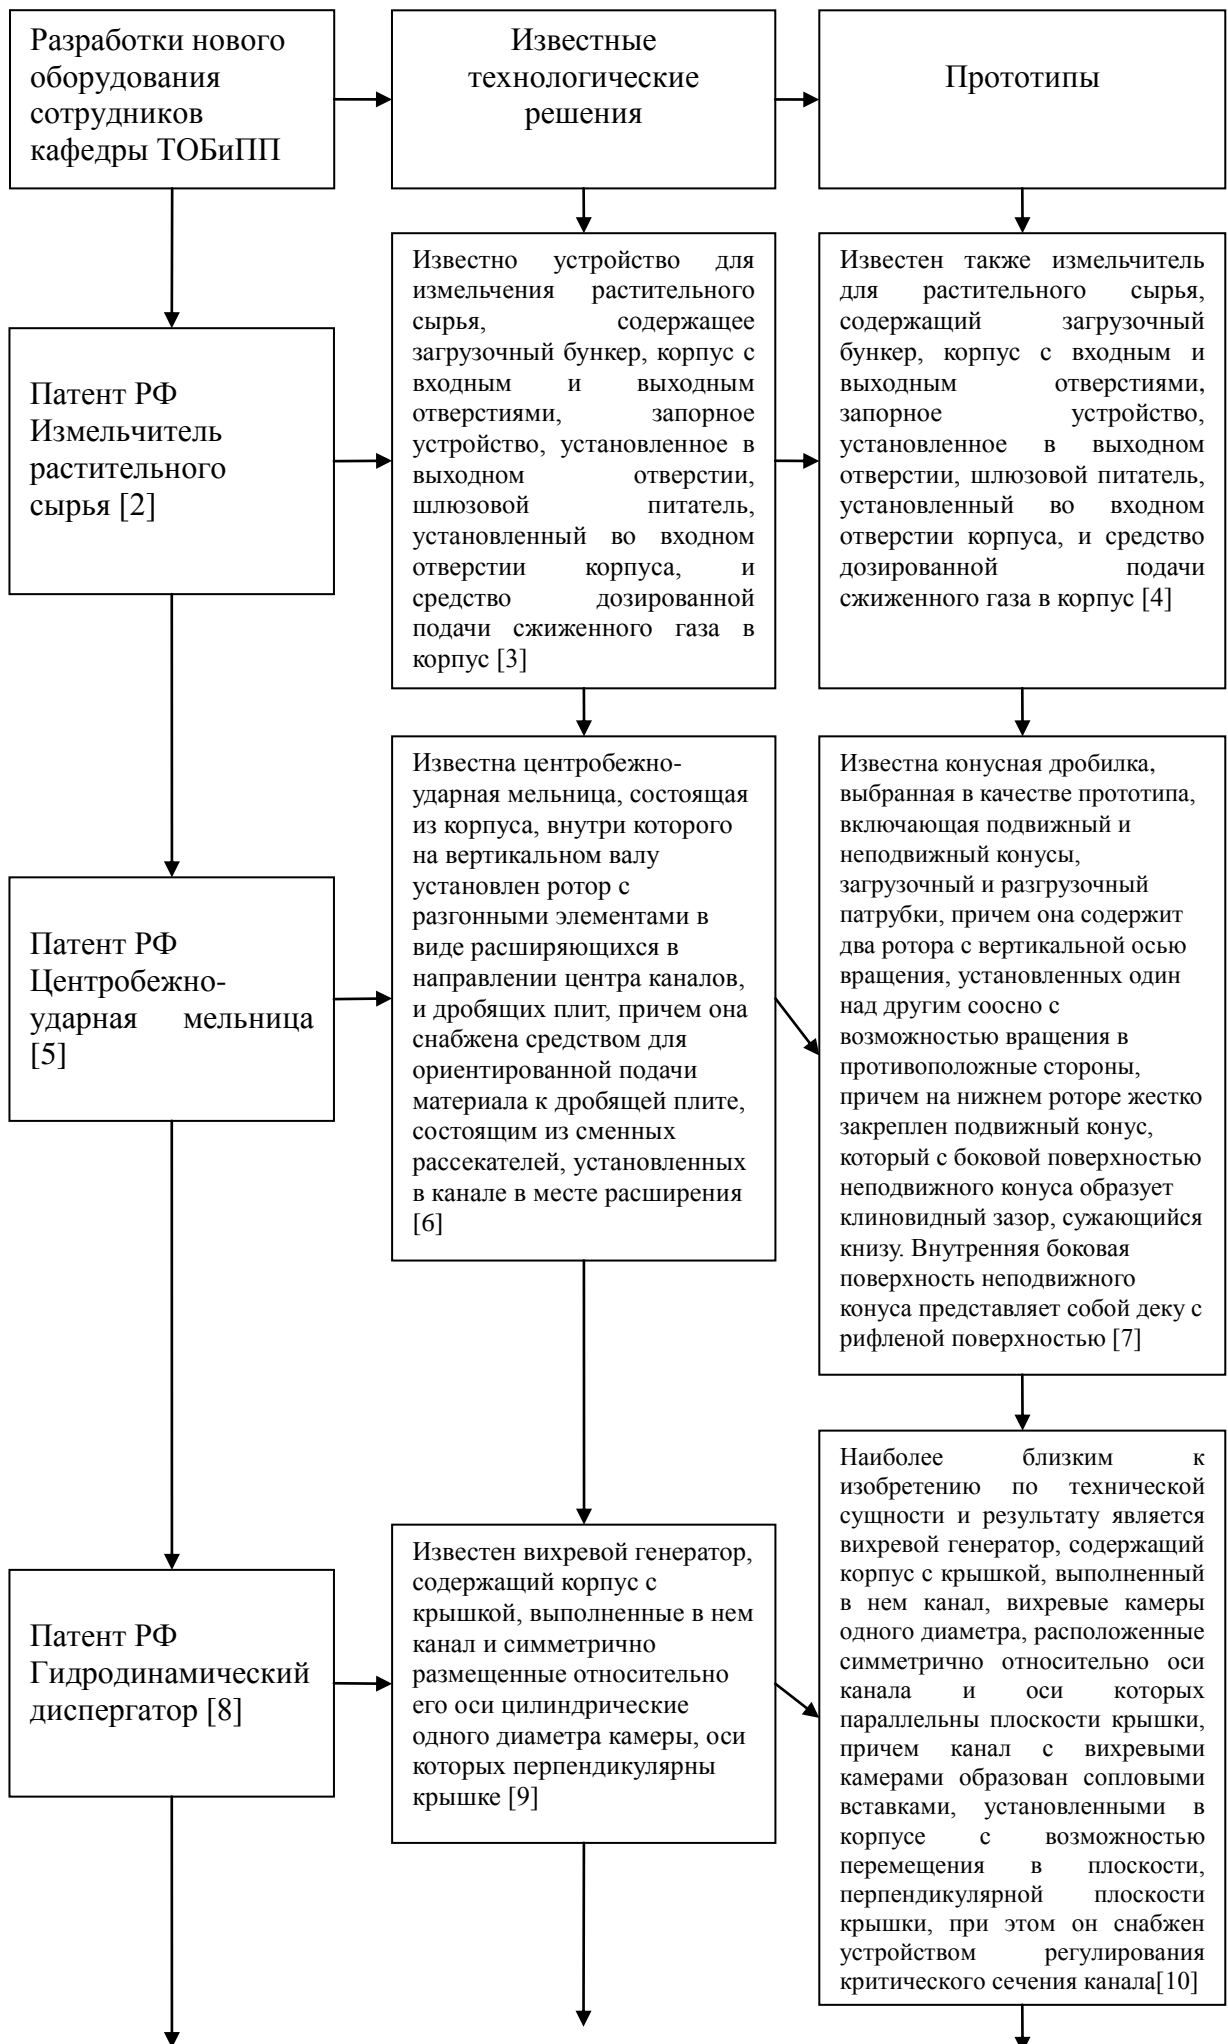 Разработки нового
оборудования
сотрудников
кафедры ТОБиПП
Известные
технологические
решения
Прототипы
Патент РФ
Измельчитель
растительного
сырья [2]
Известно устройство для
измельчения растительного
сырья, содержащее
загрузочный бункер, корпус с
входным и выходным
отверстиями, запорное
устройство, установленное в
выходном отверстии,
шлюзовой питатель,
установленный во входном
отверстии корпуса, и
средство дозированной
подачи сжиженного газа в
корпус [3]
Известен также измельчитель
для растительного сырья,
содержащий загрузочный
бункер, корпус с входным и
выходным отверстиями,
запорное устройство,
установленное в выходном
отверстии, шлюзовой питатель,
установленный во входном
отверстии корпуса, и средство
дозированной подачи
сжиженного газа в корпус [4]
Патент РФ
Центробежно-
ударная мельница
[5]
Известна центробежно-
ударная мельница, состоящая
из корпуса, внутри которого
на вертикальном валу
установлен ротор с
разгонными элементами в
виде расширяющихся в
направлении центра каналов,
и дробящих плит, причем она
снабжена средством для
ориентированной подачи
материала к дробящей плите,
состоящим из сменных
рассекателей, установленных
в канале в месте расширения
[6]
Известна конусная дробилка,
выбранная в качестве прототипа,
включающая подвижный и
неподвижный конусы,
загрузочный и разгрузочный
патрубки, причем она содержит
два ротора с вертикальной осью
вращения, установленных один
над другим соосно с
возможностью вращения в
противоположные стороны,
причем на нижнем роторе жестко
закреплен подвижный конус,
который с боковой поверхностью
неподвижного конуса образует
клиновидный зазор, сужающийся
книзу. Внутренняя боковая
поверхность неподвижного
конуса представляет собой деку с
рифленой поверхностью [7]
Патент РФ
Гидродинамический
диспергатор [8]
Известен вихревой генератор,
содержащий корпус с
крышкой, выполненные в нем
канал и симметрично
размещенные относительно
его оси цилиндрические
одного диаметра камеры, оси
которых перпендикулярны
крышке [9]
Наиболее близким к
изобретению по технической
сущности и результату является
вихревой генератор, содержащий
корпус с крышкой, выполненный
в нем канал, вихревые камеры
одного диаметра, расположенные
симметрично относительно оси
канала и оси которых
параллельны плоскости крышки,
причем канал с вихревыми
камерами образован сопловыми
вставками, установленными в
корпусе с возможностью
перемещения в плоскости,
перпендикулярной плоскости
крышки, при этом он снабжен
устройством регулирования
критического сечения канала[10]